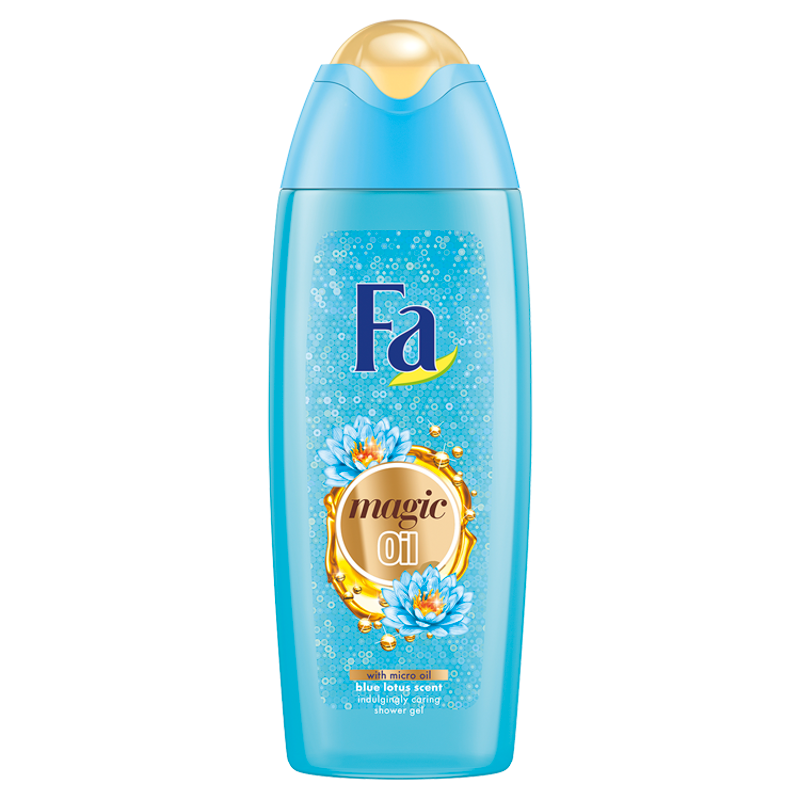 Fa
magic
Oil
with micro oil
blue lotus scent
indulgingly caring
shower gel